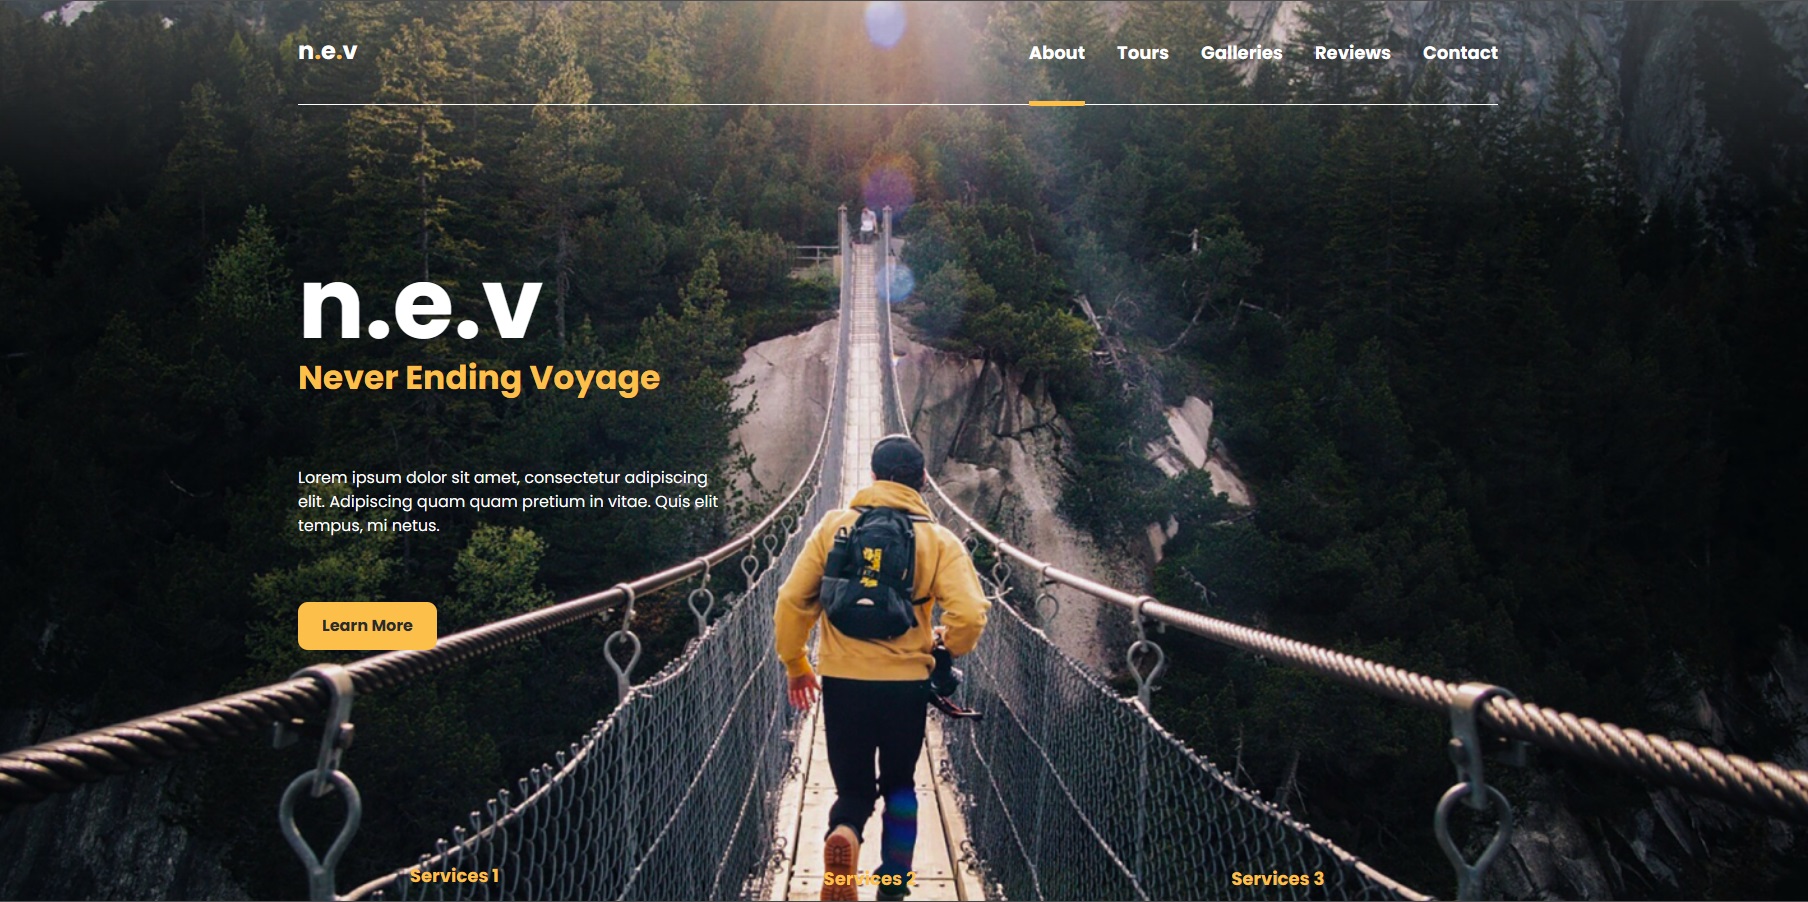 n.e.v
About Tours Galleries Reviews Contact
n.e.v
Never Ending Voyage
Lorem ipsum dolor sit amet, consectetur adipiscing
elit. Adipiscing quam quam pretium in vitae. Quis elit
tempus, mi netus.
Learn More
Services 1 Services 2 Services 3